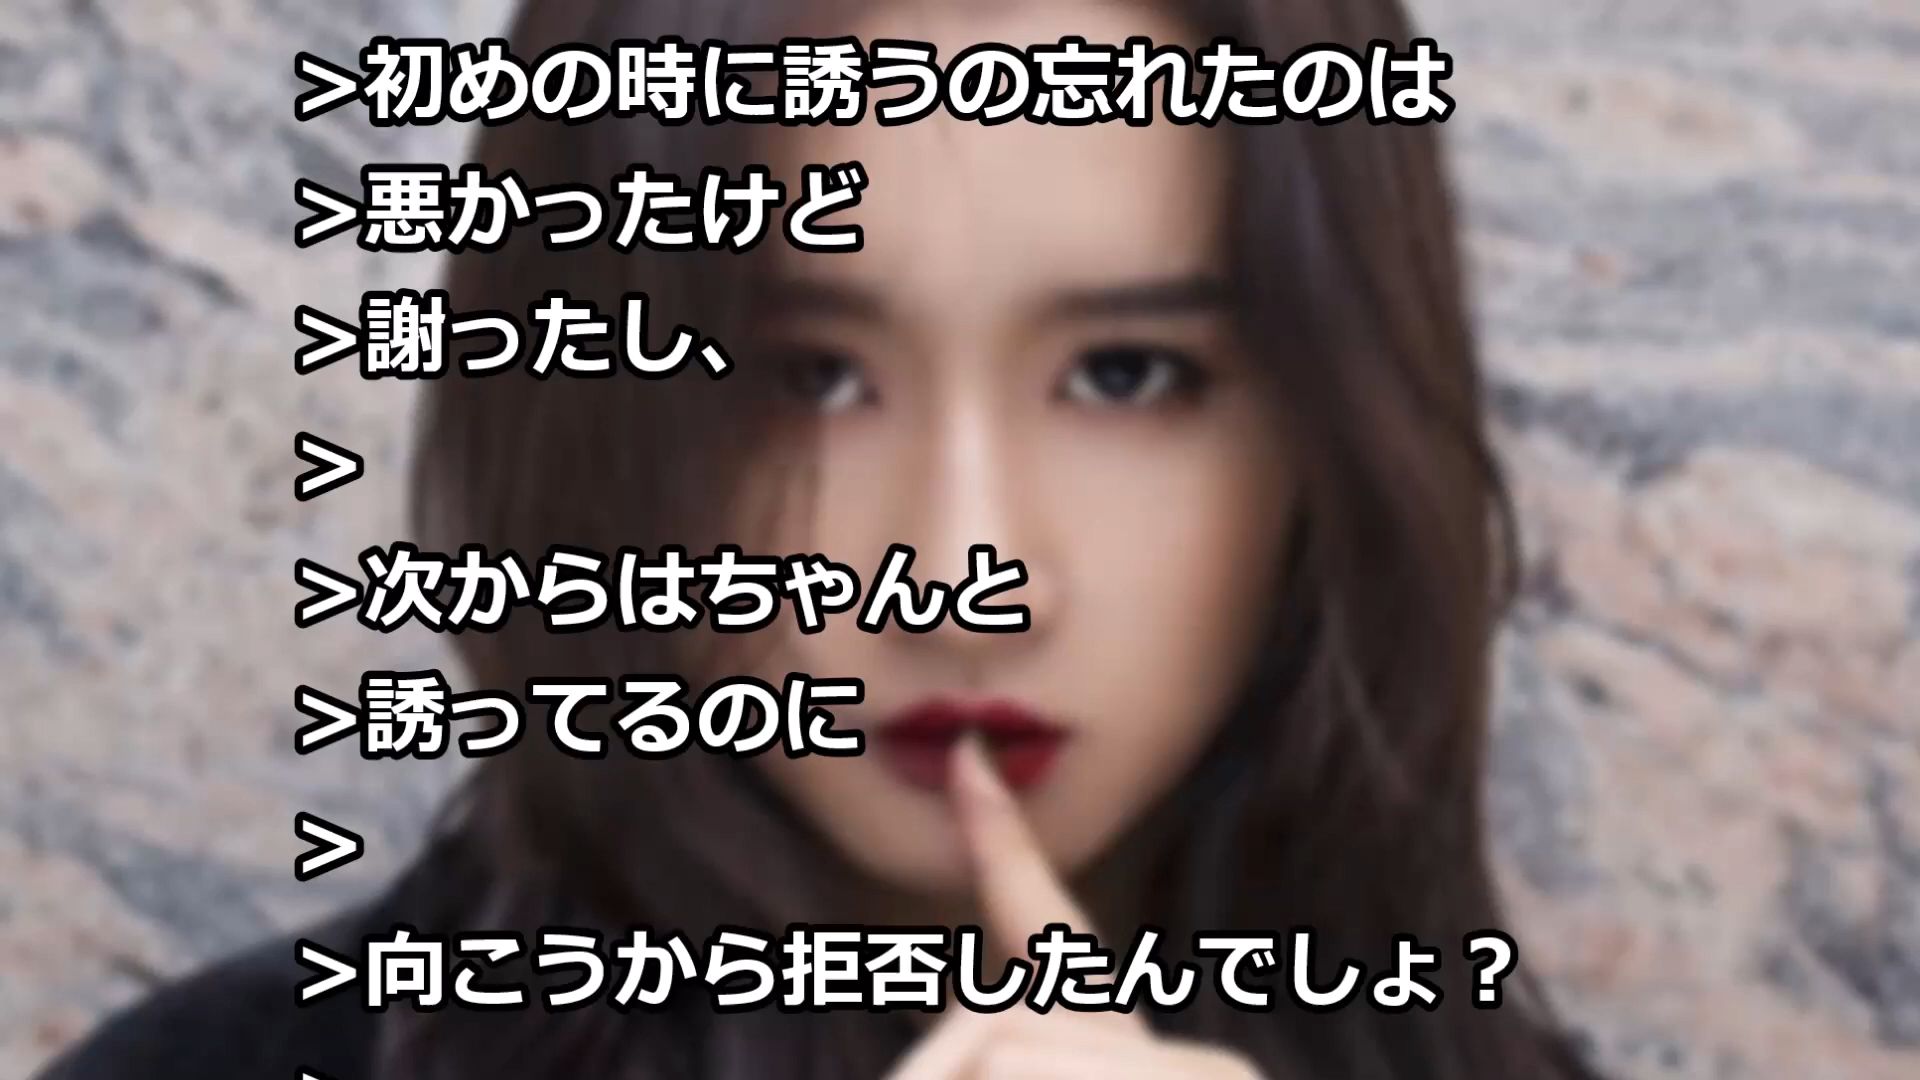 >初めの時に誘うの忘れたのは
>悪かったけど
>謝ったし、
>
>次からはちゃんと
>誘ってるのに
>
>向こうから拒否したんでしょ？